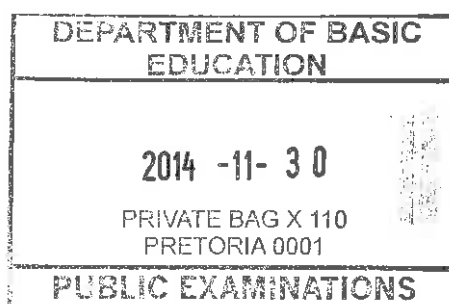 DEPARTMENT OF BASIC
EDUCATION
2014 -11- 30
PRIVATE BAG X 110
PRETORIA 0001
PUBLIC EXAMINATIONS